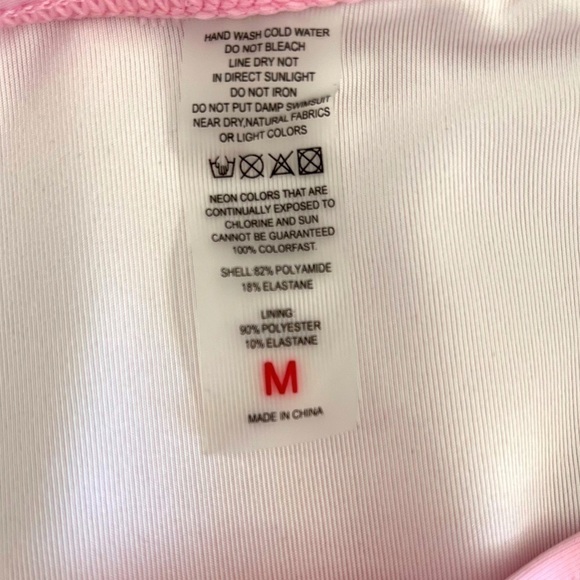 HAND WASH COLD WATER
DO NOT BLEACH
LINE DRY NOT
IN DIRECT SUNLIGHT
DO NOT IRON
DO NOT PUT DAMP SWIMSUIT
NEAR DRY,NATURAL FABRICS
OR LIGHT COLORS
NEON COLORS THAT ARE
CONTINUALLY EXPOSED TO
CHLORINE AND SUN
CANNOT BE GUARANTEED
100% COLORFAST.
SHELL:82% POLYAMIDE
18% ELASTANE
LINING
90% POLYESTER
10% ELASTANE
M
MADE IN CHINA